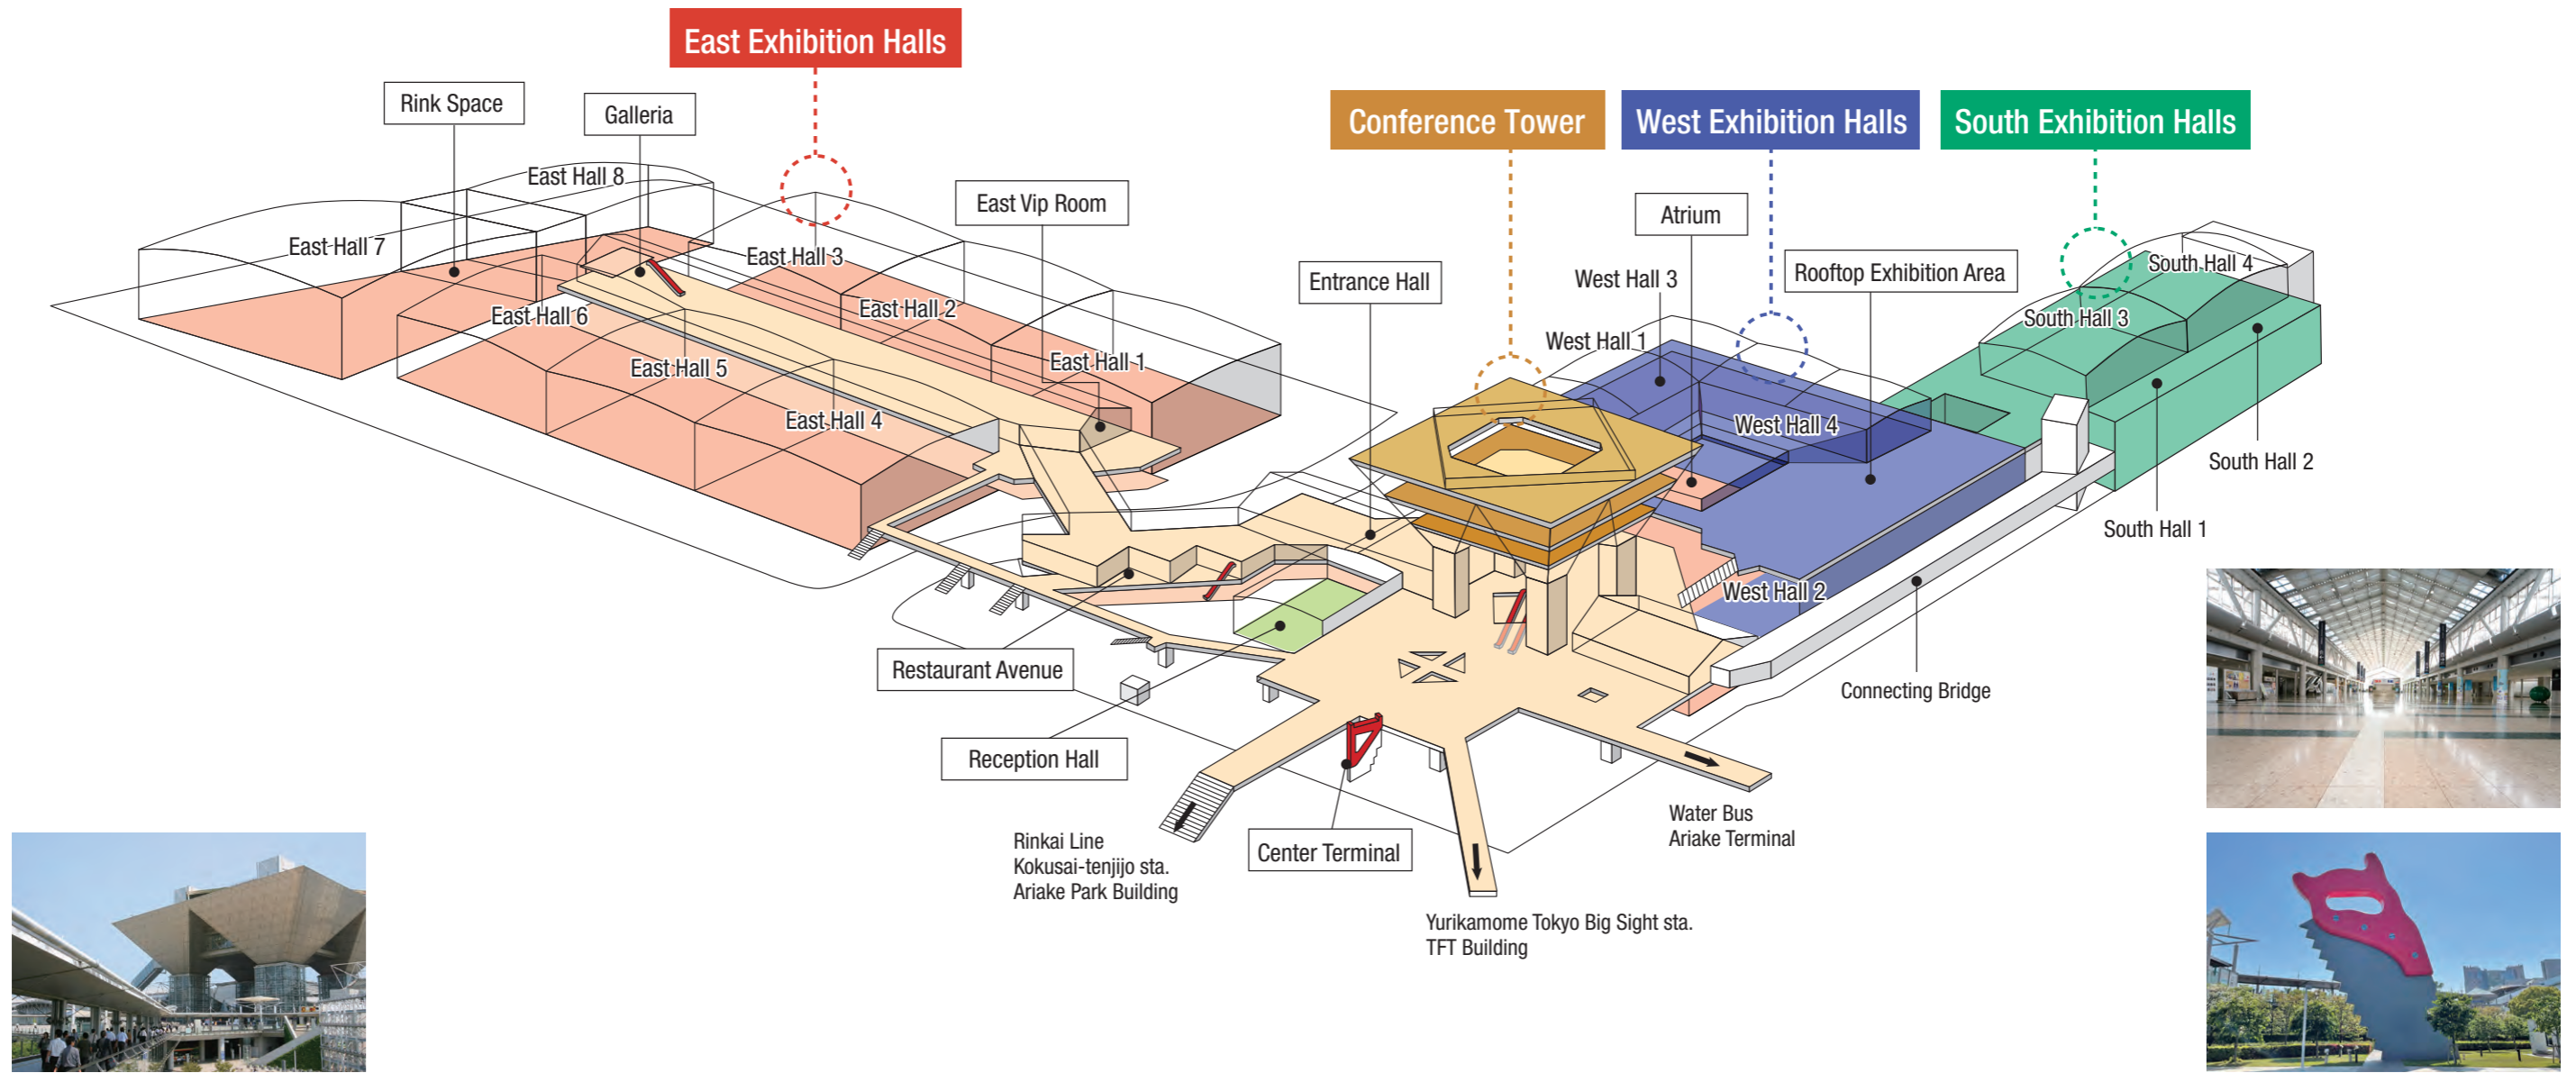 East Exhibition Halls
Rink Space
Galleria
Conference Tower
West Exhibition Halls
South Exhibition Halls
East Hall 8
East Vip Room
Atrium
East Hall 7
East Hall 3
Entrance Hall
West Hall 3
Rooftop Exhibition Area
South Hall 4
East Hall 6
East Hall 2
South Hall 3
West Hall 1
East Hall 5
East Hall 1
East Hall 4
West Hall 4
South Hall 2
South Hall 1
West Hall 2
Restaurant Avenue
Connecting Bridge
Reception Hall
Rinkai Line
Kokusai-tenjijo sta.
Ariake Park Building
Center Terminal
Water Bus
Ariake Terminal
Yurikamome Tokyo Big Sight sta.
TFT Building